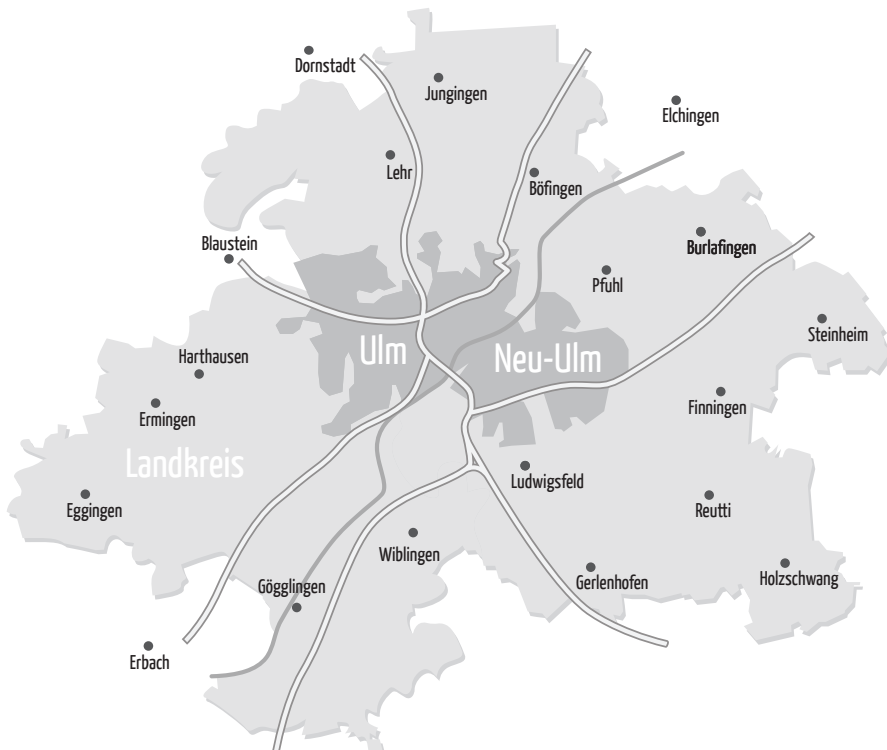 Dornstadt
Jungingen
Elchingen
Lehr
Böfingen
Blaustein
Burlafingen
Pfuhl
Steinheim
Ulm
Neu-Ulm
Harthausen
Finningen
Ermingen
Landkreis
Ludwigsfeld
Eggingen
Reutti
Wiblingen
Gögglingen
Gerlenhofen
Holzschwang
Erbach